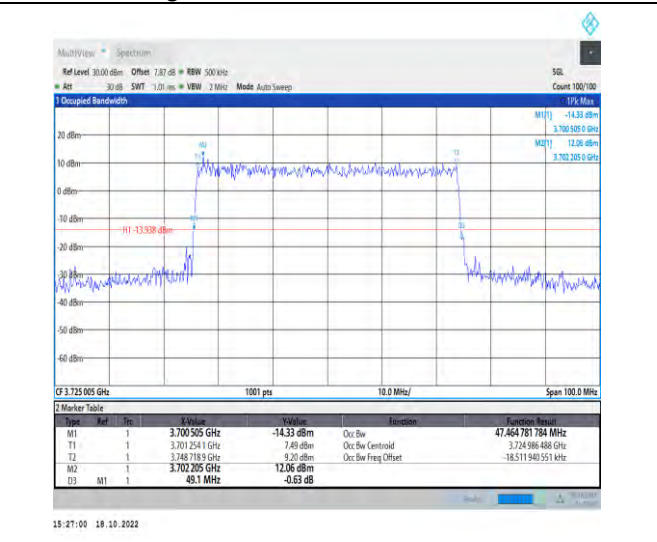 MultiView Spectrum
Ref Level 30.00 dBm Offset 7.87 dB RBW 500 kHz SGL
Att 30 dB SWT 1.01 ms VBW 2 MHz Mode Auto Sweep Count 100/100
1 Occupied Bandwidth 1Pk Max
M1[1] -14.33 dBm
3.700 505 0 GHz
M2[1] 12.06 dBm
3.702 205 0 GHz
20 dBm
M2
T1
T2
10 dBm
0 dBm
-10 dBm
M1
H1 -13.938 dBm
D3
-20 dBm
-30 dBm
-40 dBm
-50 dBm
-60 dBm
CF 3.725 005 GHz 1001 pts 10.0 MHz/ Span 100.0 MHz
2 Marker Table
Type Ref Trc X-Value Y-Value Function Function Result
M1 1 3.700 505 GHz -14.33 dBm Occ Bw 47.464 781 784 MHz
T1 1 3.701 254 1 GHz 7.49 dBm Occ Bw Centroid 3.724 986 488 GHz
T2 1 3.748 718 9 GHz 9.20 dBm Occ Bw Freq Offset -18.511 940 551 kHz
M2 1 3.702 205 GHz 12.06 dBm
D3 M1 1 49.1 MHz -0.63 dB
15:27:00 18.10.2022